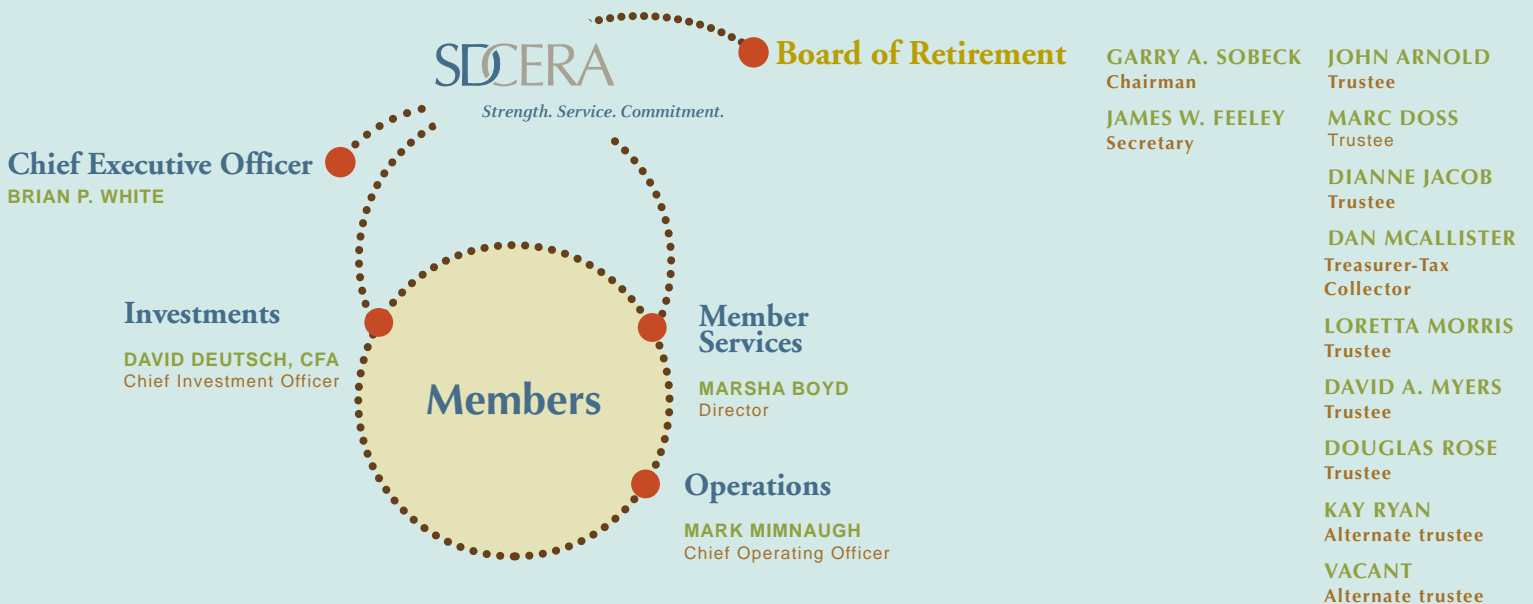 SDCERA
Strength. Service. Commitment.
Board of Retirement
GARRY A. SOBECK
Chairman
JAMES W. FEELEY
Secretary
JOHN ARNOLD
Trustee
MARC DOSS
Trustee
DIANNE JACOB
Trustee
DAN MCALLISTER
Treasurer-Tax
Collector
LORETTA MORRIS
Trustee
DAVID A. MYERS
Trustee
DOUGLAS ROSE
Trustee
KAY RYAN
Alternate trustee
VACANT
Alternate trustee
Chief Executive Officer
BRIAN P. WHITE
Investments
DAVID DEUTSCH, CFA
Chief Investment Officer
Members
Member
Services
MARSHA BOYD
Director
Operations
MARK MIMNAUGH
Chief Operating Officer